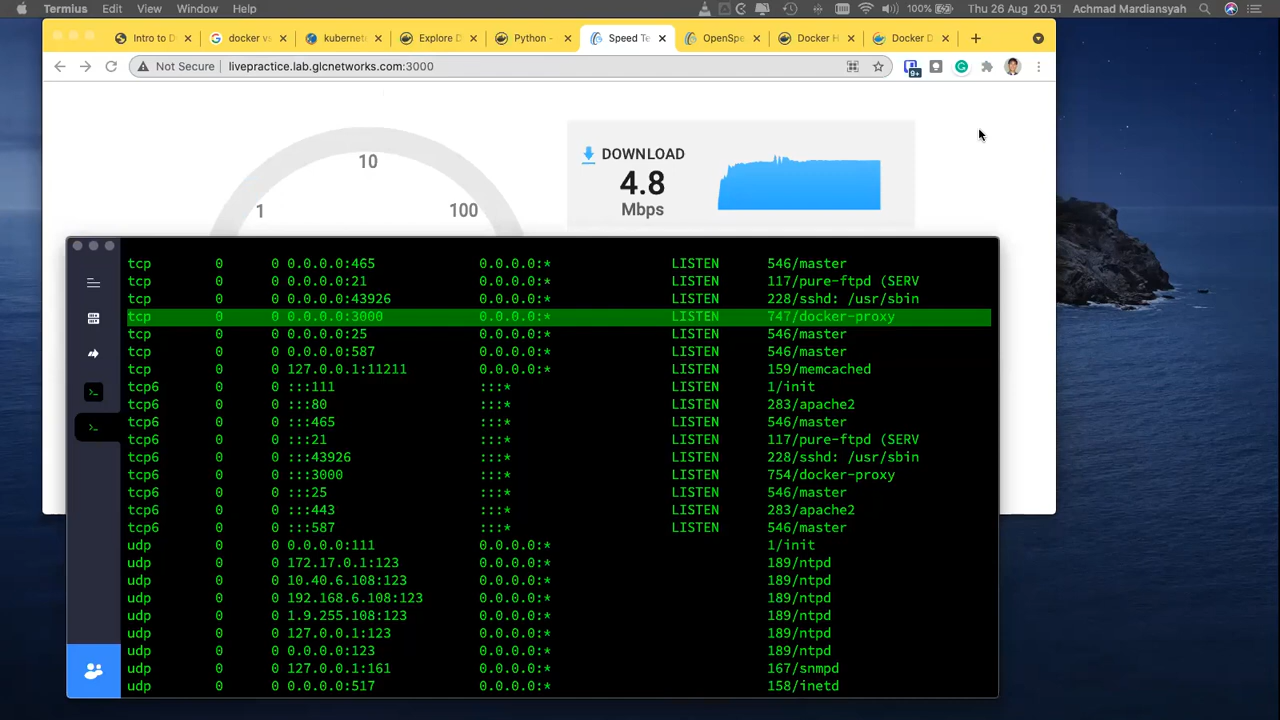 Termius Edit View Window Help 100% Thu 26 Aug 20.51 Achmad Mardiansyah
Intro to D docker vs kubernete Explore D Python - Speed Te OpenSpe Docker H Docker D
Not Secure livepractice.lab.glcnetworks.com:3000 9+
10
1 100
DOWNLOAD
4.8
Mbps
tcp 0 0 0.0.0.0:465 0.0.0.0:* LISTEN 546/master
tcp 0 0 0.0.0.0:21 0.0.0.0:* LISTEN 117/pure-ftpd (SERV
tcp 0 0 0.0.0.0:43926 0.0.0.0:* LISTEN 228/sshd: /usr/sbin
tcp 0 0 0.0.0.0:3000 0.0.0.0:* LISTEN 747/docker-proxy
tcp 0 0 0.0.0.0:25 0.0.0.0:* LISTEN 546/master
tcp 0 0 0.0.0.0:587 0.0.0.0:* LISTEN 546/master
tcp 0 0 127.0.0.1:11211 0.0.0.0:* LISTEN 159/memcached
tcp6 0 0 :::111 :::* LISTEN 1/init
tcp6 0 0 :::80 :::* LISTEN 283/apache2
tcp6 0 0 :::465 :::* LISTEN 546/master
tcp6 0 0 :::21 :::* LISTEN 117/pure-ftpd (SERV
tcp6 0 0 :::43926 :::* LISTEN 228/sshd: /usr/sbin
tcp6 0 0 :::3000 :::* LISTEN 754/docker-proxy
tcp6 0 0 :::25 :::* LISTEN 546/master
tcp6 0 0 :::443 :::* LISTEN 283/apache2
tcp6 0 0 :::587 :::* LISTEN 546/master
udp 0 0 0.0.0.0:111 0.0.0.0:* 1/init
udp 0 0 172.17.0.1:123 0.0.0.0:* 189/ntpd
udp 0 0 10.40.6.108:123 0.0.0.0:* 189/ntpd
udp 0 0 192.168.6.108:123 0.0.0.0:* 189/ntpd
udp 0 0 1.9.255.108:123 0.0.0.0:* 189/ntpd
udp 0 0 127.0.0.1:123 0.0.0.0:* 189/ntpd
udp 0 0 0.0.0.0:123 0.0.0.0:* 189/ntpd
udp 0 0 127.0.0.1:161 0.0.0.0:* 167/snmpd
udp 0 0 0.0.0.0:517 0.0.0.0:* 158/inetd